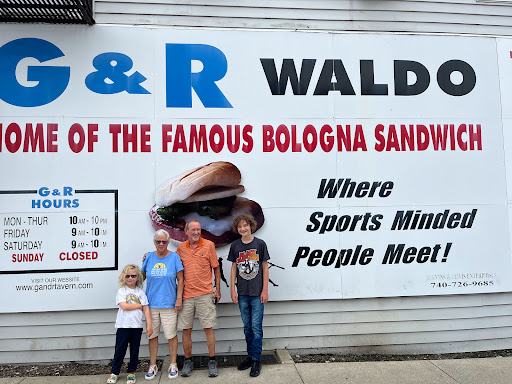 G & R WALDO
HOME OF THE FAMOUS BOLOGNA SANDWICH
Where
Sports Minded
People Meet!
G & R
HOURS
MON - THUR 10 AM - 10 PM
FRIDAY 9 AM - 10 PM
SATURDAY 9 AM - 10 PM
SUNDAY CLOSED
VISIT OUR WEBSITE
www.gandrtavern.com
740-726-9685